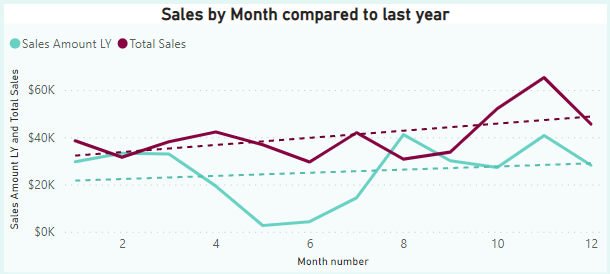 Sales by Month compared to last year
Sales Amount LY Total Sales
Sales Amount LY and Total Sales
$60K
$40K
$20K
$0K
2 4 6 8 10 12
Month number